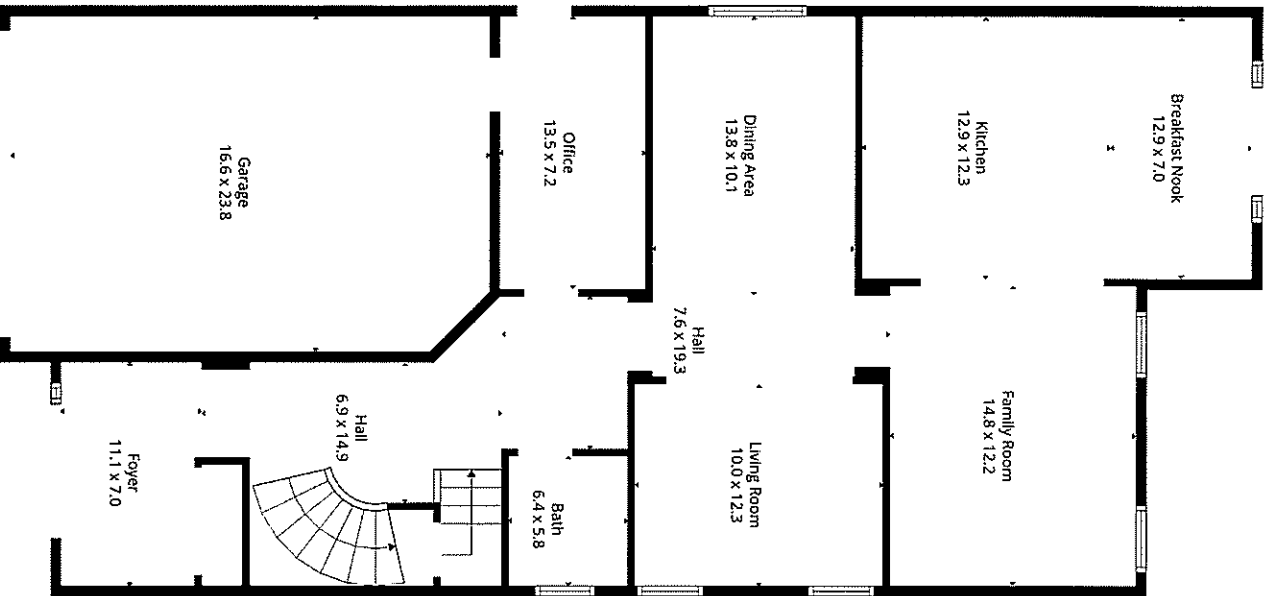 Breakfast Nook
12.9 x 7.0
Kitchen
12.9 x 12.3
Family Room
14.8 x 12.2
Dining Area
13.8 x 10.1
Hall
7.6 x 19.3
Living Room
10.0 x 12.3
Office
13.5 x 7.2
Bath
6.4 x 5.8
Garage
16.6 x 23.8
Hall
6.9 x 14.9
Foyer
11.1 x 7.0